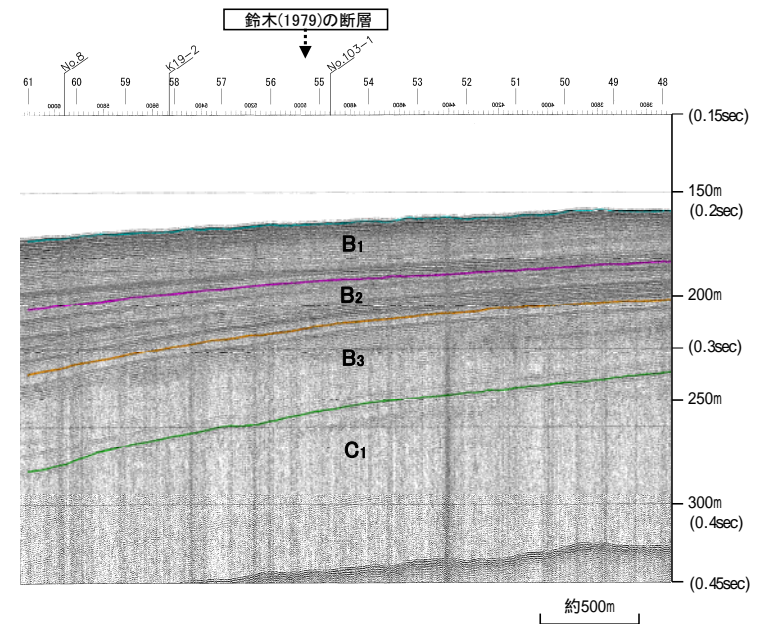 鈴木(1979)の断層
No.8
K19-2
No.103-1
61 60 59 58 57 56 55 54 53 52 51 50 49 48
(0.15sec)
150m
(0.2sec)
B1
B2
200m
(0.3sec)
B3
250m
C1
300m
(0.4sec)
(0.45sec)
約500m